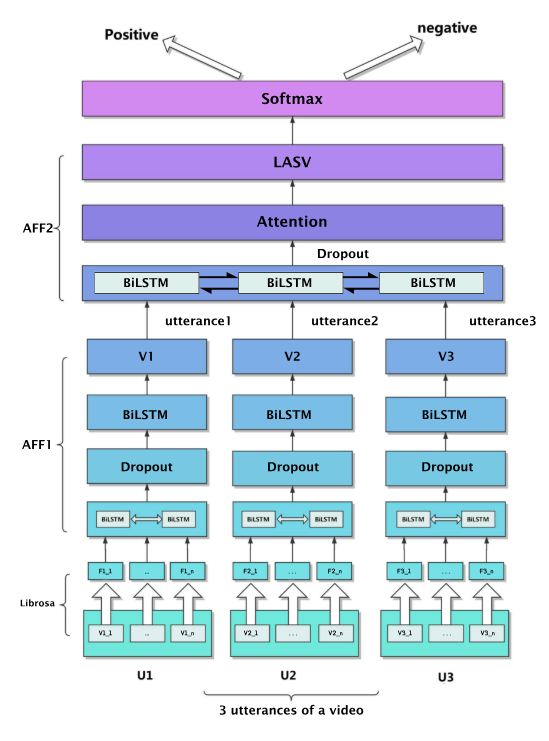 Positive
negative
Softmax
LASV
AFF2
Attention
Dropout
BiLSTM BiLSTM BiLSTM
utterance1 utterance2 utterance3
V1 V2 V3
BiLSTM BiLSTM BiLSTM
AFF1
Dropout Dropout Dropout
BiLSTM BiLSTM BiLSTM BiLSTM BiLSTM BiLSTM
F1_1 .. F1_n F2_1 ... F2_n F3_1 ... F3_n
Librosa
V1_1 .. V1_n V2_1 ... V2_n V3_1 ... V3_n
U1 U2 U3
3 utterances of a video